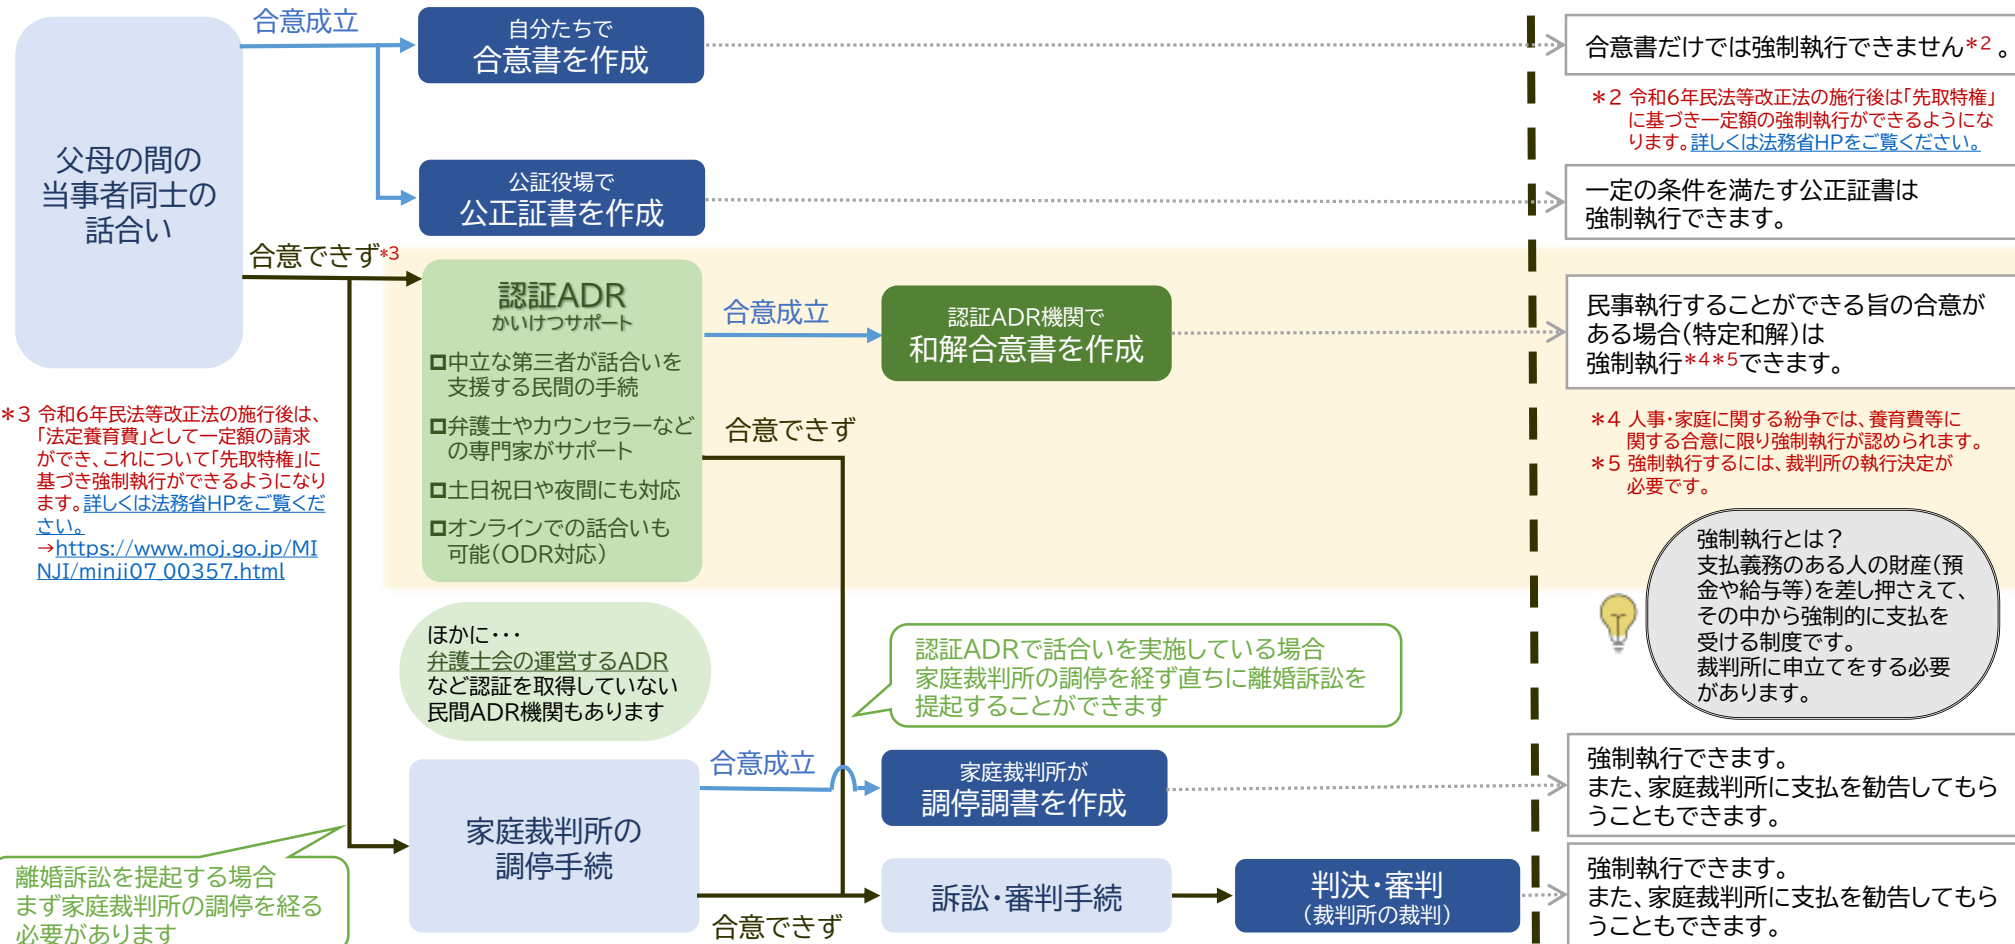 合意成立
自分たちで
合意書を作成
合意書だけでは強制執行できません*2 。
*2 令和6年民法等改正法の施行後は「先取特権」
に基づき一定額の強制執行ができるようにな
ります。詳しくは法務省HPをご覧ください。
父母の間の
当事者同士の
話合い
公証役場で
公正証書を作成
一定の条件を満たす公正証書は
強制執行できます。
合意できず*3
認証ADR
かいけつサポート
中立な第三者が話合いを
支援する民間の手続
弁護士やカウンセラーなど
の専門家がサポート
土日祝日や夜間にも対応
オンラインでの話合いも
可能(ODR対応)
合意成立
認証ADR機関で
和解合意書を作成
民事執行することができる旨の合意が
ある場合(特定和解)は
強制執行*4*5できます。
*4 人事・家庭に関する紛争では、養育費等に
関する合意に限り強制執行が認められます。
*5 強制執行するには、裁判所の執行決定が
必要です。
合意できず
*3 令和6年民法等改正法の施行後は、
「法定養育費」として一定額の請求
ができ、これについて「先取特権」に
基づき強制執行ができるようになり
ます。詳しくは法務省HPをご覧くだ
さい。
→https://www.moj.go.jp/MI
NJI/minji07_00357.html
強制執行とは？
支払義務のある人の財産(預
金や給与等)を差し押さえて、
その中から強制的に支払を
受ける制度です。
裁判所に申立てをする必要
があります。
ほかに・・・
弁護士会の運営するADR
など認証を取得していない
民間ADR機関もあります
認証ADRで話合いを実施している場合
家庭裁判所の調停を経ず直ちに離婚訴訟を
提起することができます
家庭裁判所の
調停手続
合意成立
家庭裁判所が
調停調書を作成
強制執行できます。
また、家庭裁判所に支払を勧告してもら
うこともできます。
離婚訴訟を提起する場合
まず家庭裁判所の調停を経る
必要があります
合意できず
訴訟・審判手続
判決・審判
(裁判所の裁判)
強制執行できます。
また、家庭裁判所に支払を勧告してもら
うこともできます。